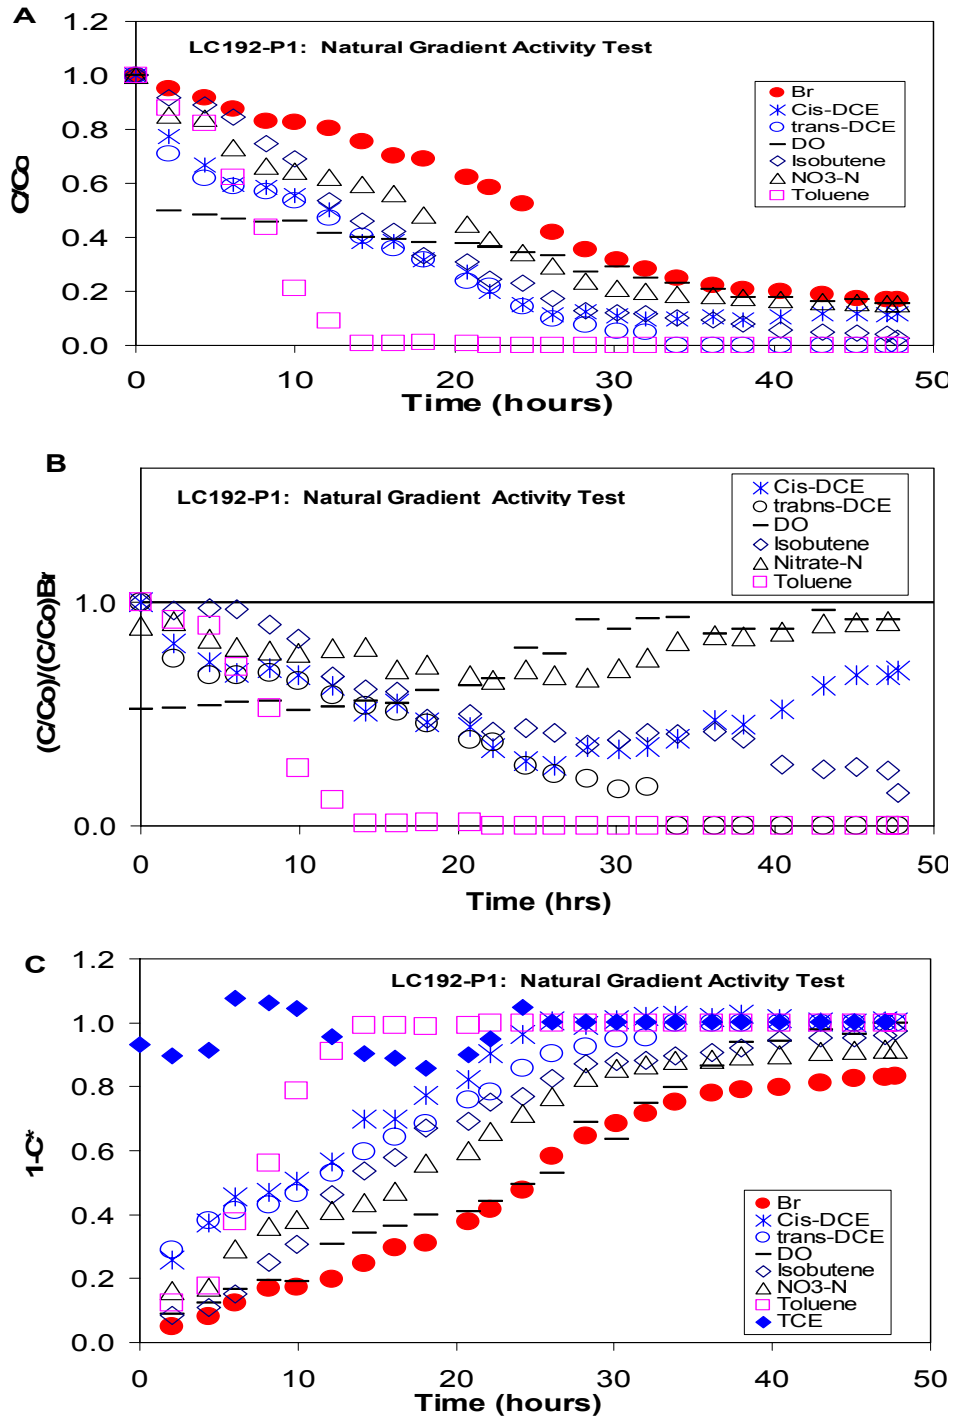 A
LC192-P1: Natural Gradient Activity Test
1.2
1.0
0.8
0.6
0.4
0.2
0.0
C/Co
Br
Cis-DCE
trans-DCE
DO
Isobutene
NO3-N
Toluene
0 10 20 30 40 50
Time (hours)
B
LC192-P1: Natural Gradient Activity Test
1.0
0.0
(C/Co)/(C/Co)Br
Cis-DCE
trabns-DCE
DO
Isobutene
Nitrate-N
Toluene
0 10 20 30 40 50
Time (hrs)
C
LC192-P1: Natural Gradient Activity Test
1.2
1.0
0.8
0.6
0.4
0.2
0.0
1-C*
Br
Cis-DCE
trans-DCE
DO
Isobutene
NO3-N
Toluene
TCE
0 10 20 30 40 50
Time (hours)